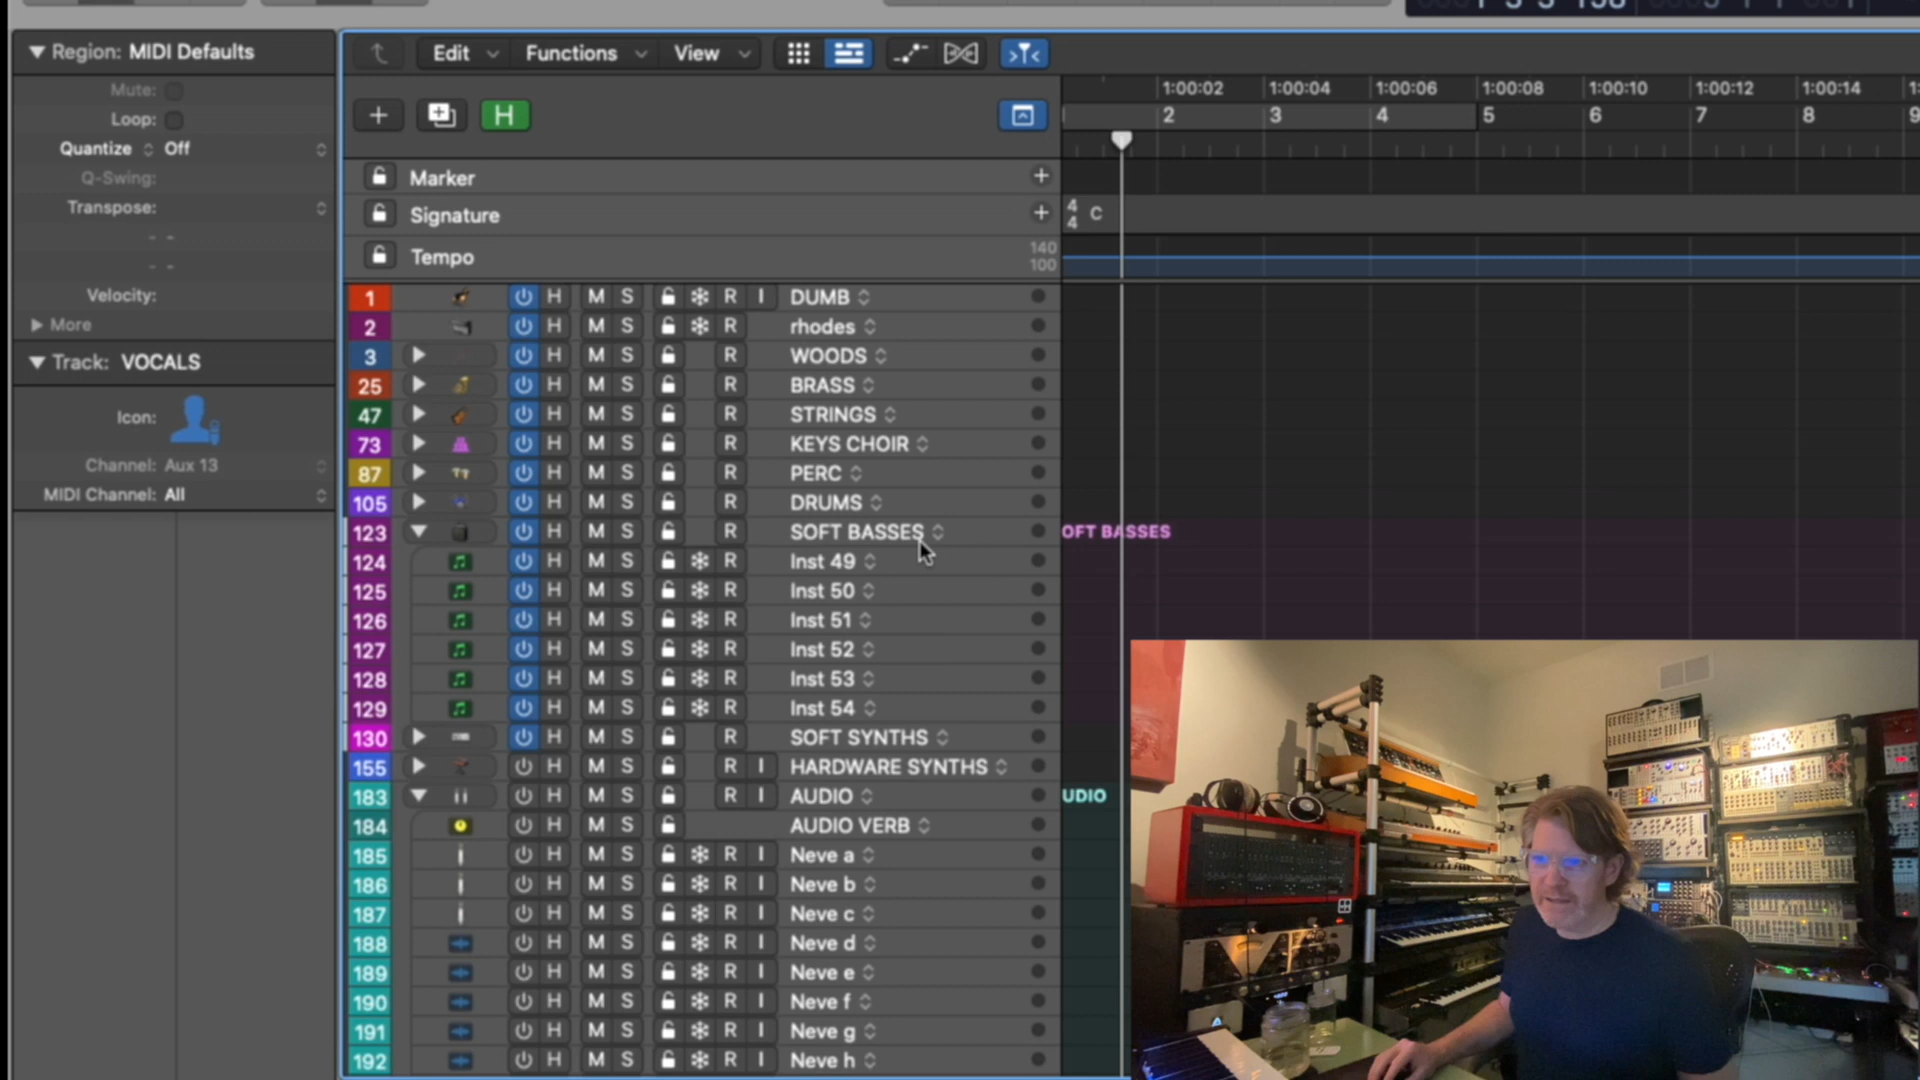 Region: MIDI Defaults
Mute:
Loop:
Quantize Off
Q-Swing:
Transpose:
- -
- -
Velocity:
More
Track: VOCALS
Icon:
Channel: Aux 13
MIDI Channel: All
Edit Functions View
H
1:00:02 1:00:04 1:00:06 1:00:08 1:00:10 1:00:12 1:00:14
2 3 4 5 6 7 8 9
Marker
Signature
4 4 C
Tempo
140
100
1 H M S R I DUMB
2 H M S R rhodes
3 H M S R WOODS
25 H M S R BRASS
47 H M S R STRINGS
73 H M S R KEYS CHOIR
87 H M S R PERC
105 H M S R DRUMS
123 H M S R SOFT BASSES OFT BASSES
124 H M S R Inst 49
125 H M S R Inst 50
126 H M S R Inst 51
127 H M S R Inst 52
128 H M S R Inst 53
129 H M S R Inst 54
130 H M S R SOFT SYNTHS
155 H M S R I HARDWARE SYNTHS
183 H M S R I AUDIO UDIO
184 H M S AUDIO VERB
185 H M S R I Neve a
186 H M S R I Neve b
187 H M S R I Neve c
188 H M S R I Neve d
189 H M S R I Neve e
190 H M S R I Neve f
191 H M S R I Neve g
192 H M S R I Neve h